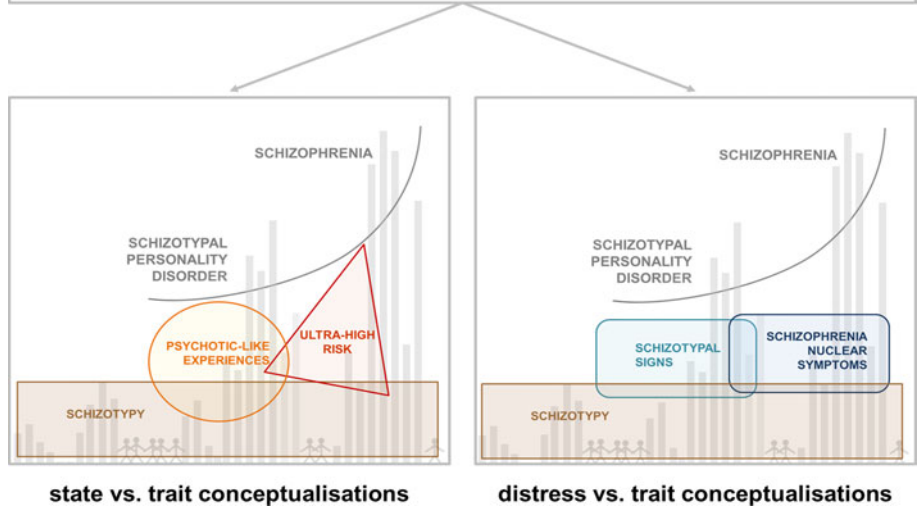 SCHIZOPHRENIA
SCHIZOTYPAL
PERSONALITY
DISORDER
PSYCHOTIC-LIKE
EXPERIENCES
ULTRA-HIGH
RISK
SCHIZOTYPY
state vs. trait conceptualisations
SCHIZOPHRENIA
SCHIZOTYPAL
PERSONALITY
DISORDER
SCHIZOTYPAL
SIGNS
SCHIZOPHRENIA
NUCLEAR
SYMPTOMS
SCHIZOTYPY
distress vs. trait conceptualisations